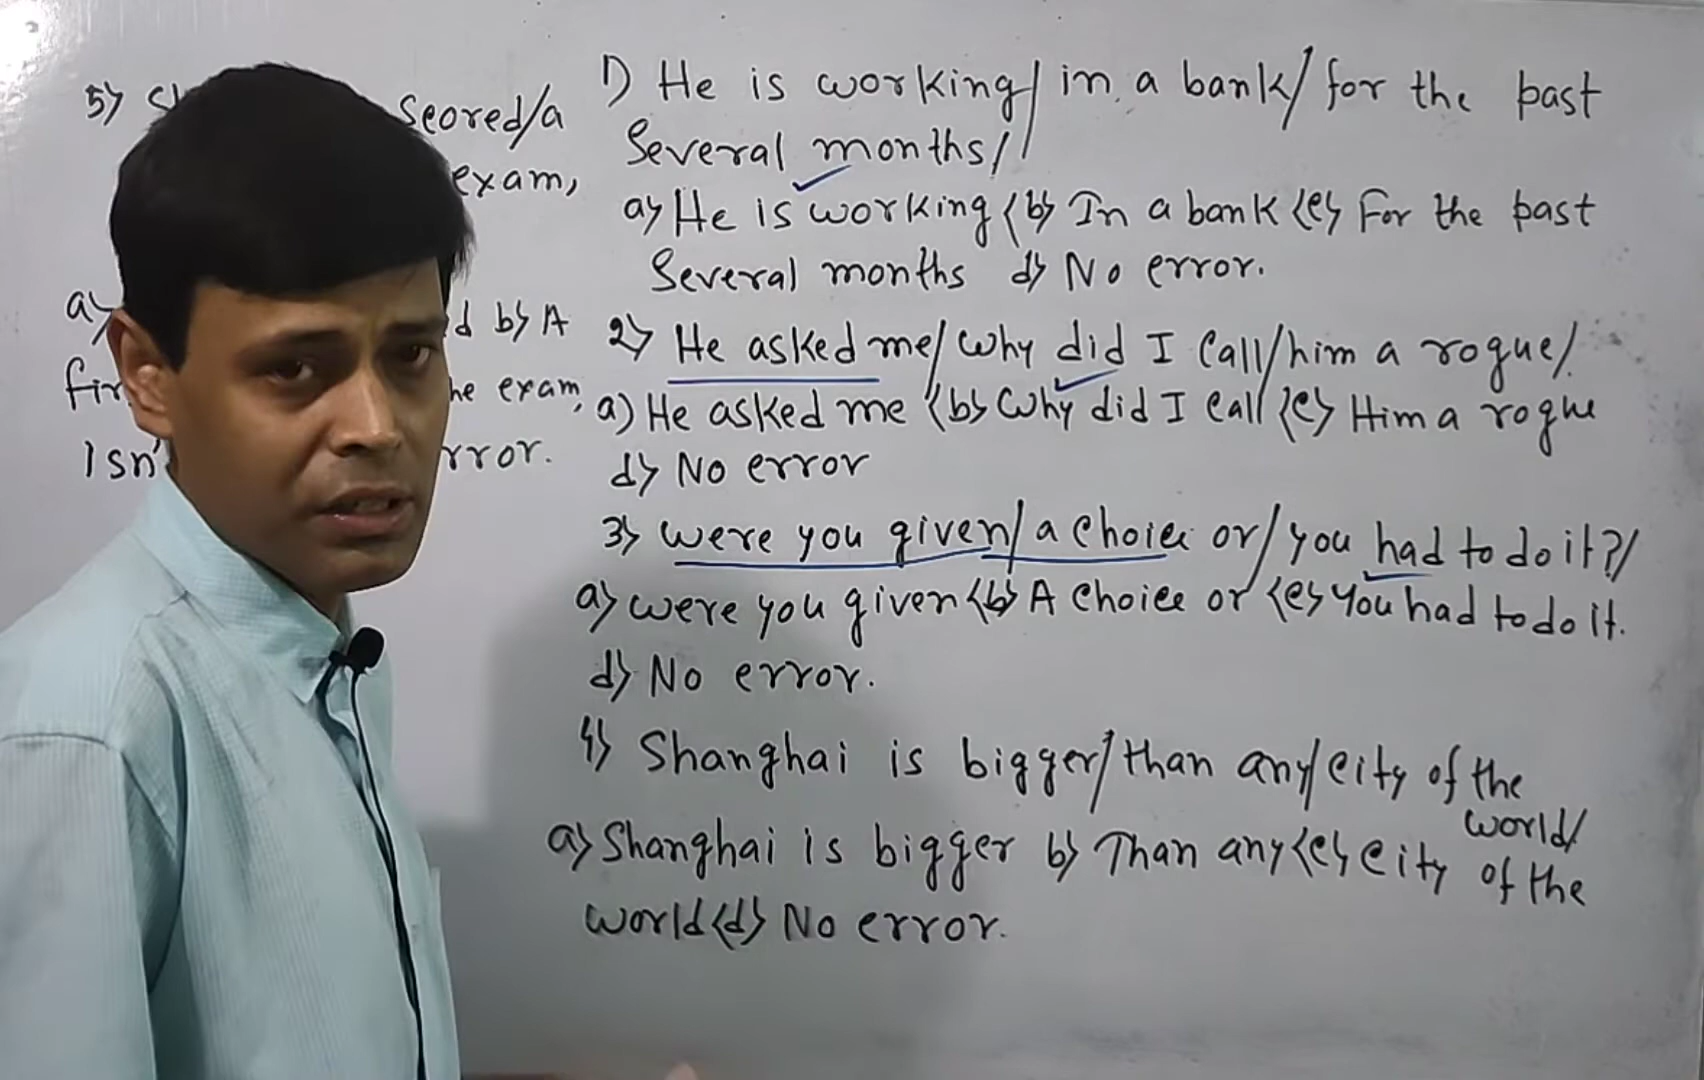 5) scored/a
exam,
a) d b) A
he exam,
Isn' rror.
1) He is working/ in a bank/ for the past
Several months//
a) He is working (b) In a bank (c) For the past
Several months d) No error.
2) He asked me/ why did I call/him a rogue/.
a) He asked me (b) Why did I call (c) Him a rogue
d) No error
3) Were you given/ a choice or/ you had to do it?/
a) Were you given (b) A choice or (c) You had to do it.
d) No error.
4) Shanghai is bigger/than any/city of the
world/
a) Shanghai is bigger b) Than any (c) city of the
world (d) No error.